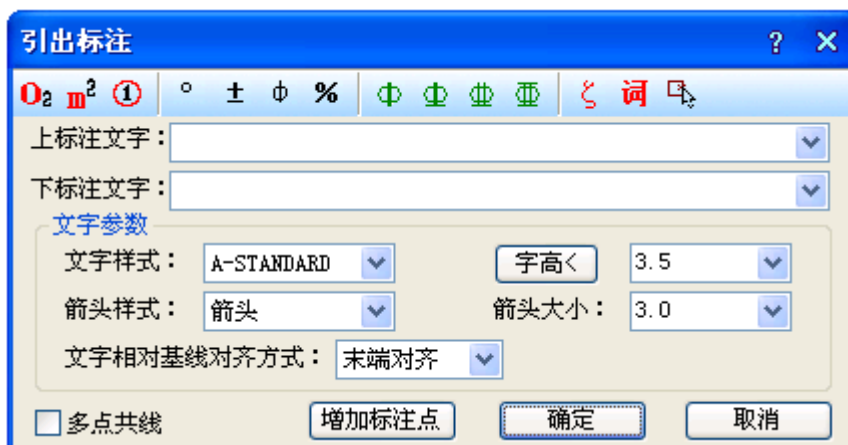 引出标注
O₂ m² ① ° ± ф % 词
上标注文字：
下标注文字：
文字参数
文字样式： A-STANDARD 字高< 3.5
箭头样式： 箭头 箭头大小： 3.0
文字相对基线对齐方式： 末端对齐
多点共线 增加标注点 确定 取消